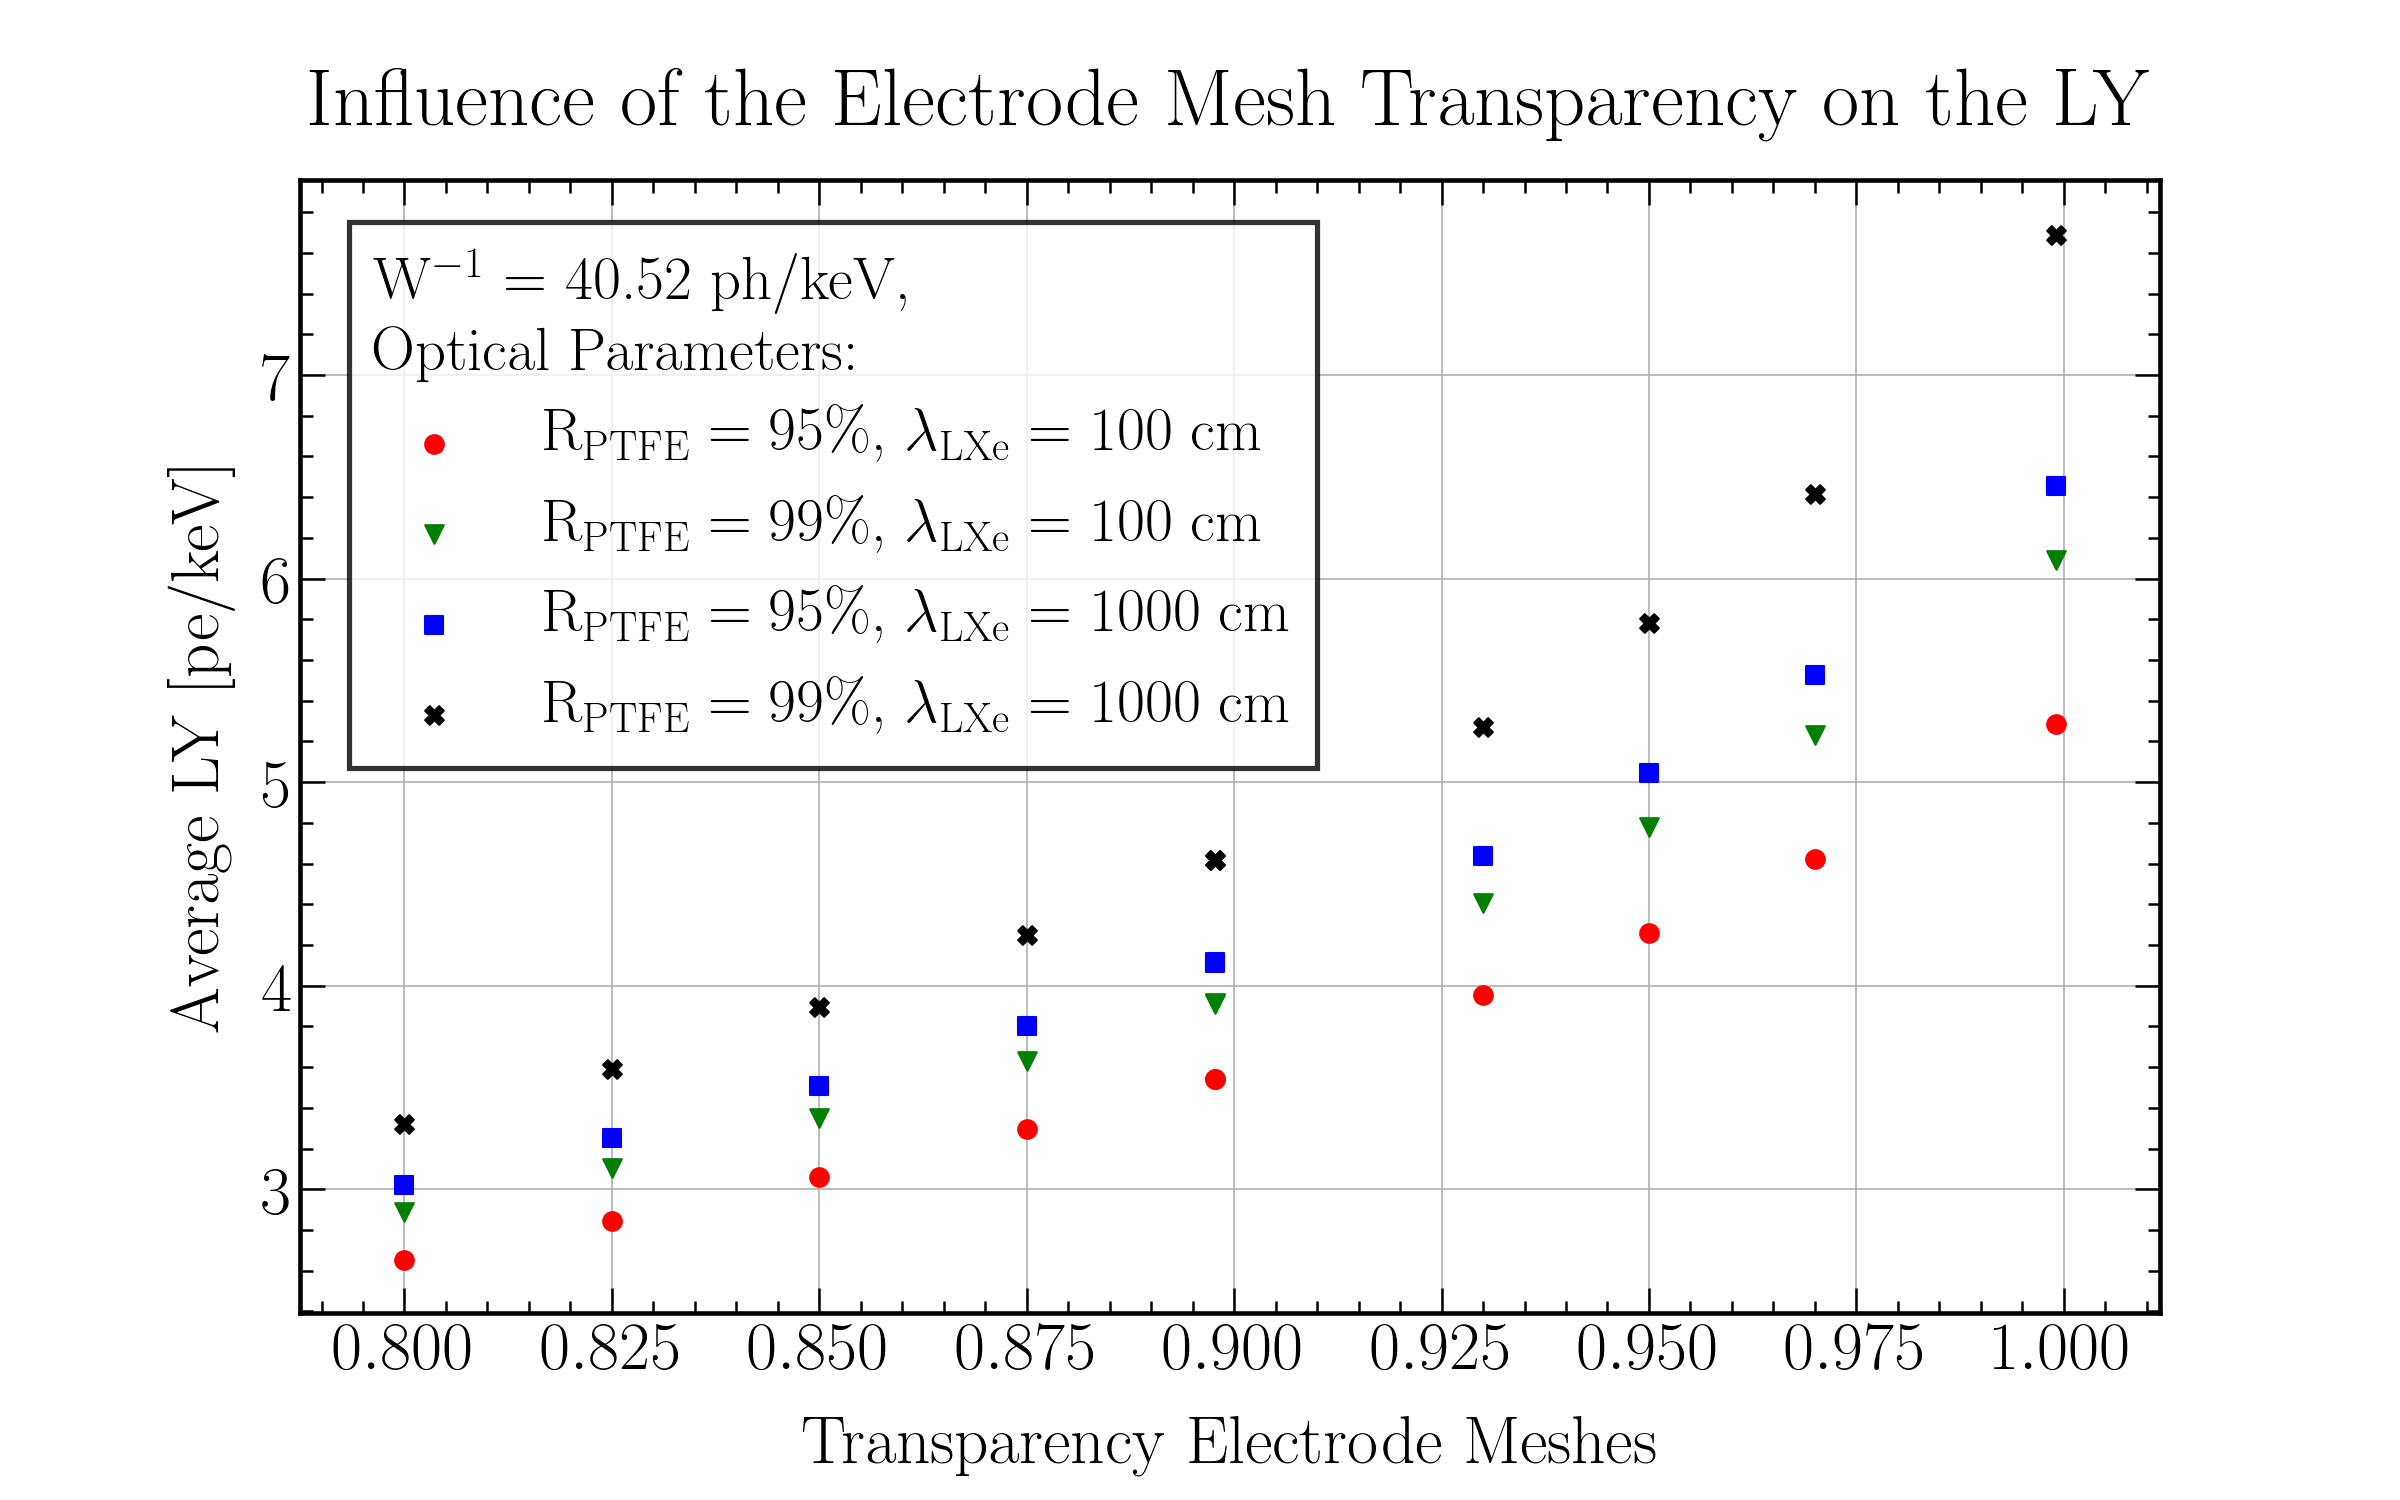 Influence of the Electrode Mesh Transparency on the LY
W⁻¹ = 40.52 ph/keV,
Optical Parameters:
R_PTFE = 95%, λ_LXe = 100 cm
R_PTFE = 99%, λ_LXe = 100 cm
R_PTFE = 95%, λ_LXe = 1000 cm
R_PTFE = 99%, λ_LXe = 1000 cm
Average LY [pe/keV]
7
6
5
4
3
0.800 0.825 0.850 0.875 0.900 0.925 0.950 0.975 1.000
Transparency Electrode Meshes